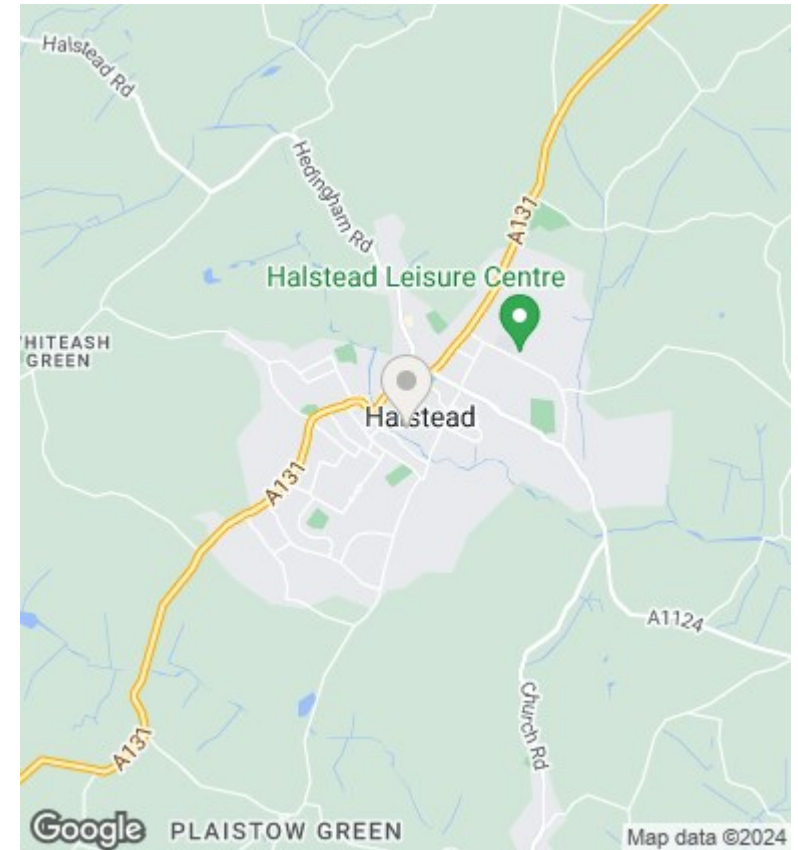 Halstead Rd
Hedingham Rd
A131
Halstead Leisure Centre
HITEASH
GREEN
Halstead
A131
A1124
Church Rd
A131
Google
PLAISTOW GREEN
Map data ©2024